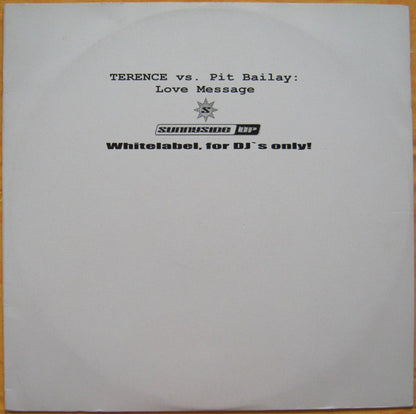 TERENCE vs. Pit Bailay:
Love Message
S
SUNNYSIDE UP
Whitelabel, for DJ`s only!